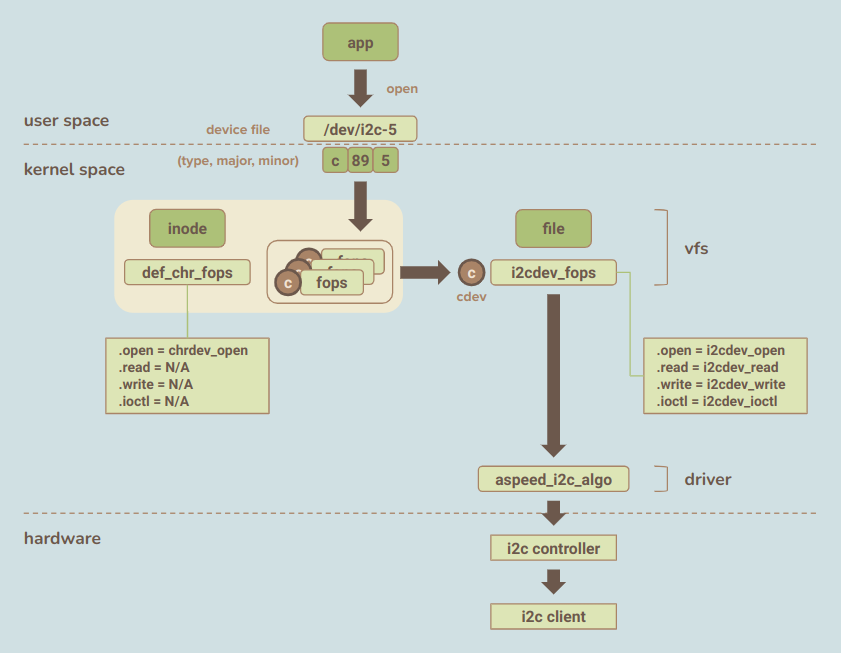 app
open
user space
device file
/dev/i2c-5
kernel space
(type, major, minor)
c 89 5
inode
def_chr_fops
c fops
c
cdev
file
i2cdev_fops
vfs
.open = chrdev_open
.read = N/A
.write = N/A
.ioctl = N/A
.open = i2cdev_open
.read = i2cdev_read
.write = i2cdev_write
.ioctl = i2cdev_ioctl
aspeed_i2c_algo
driver
hardware
i2c controller
i2c client